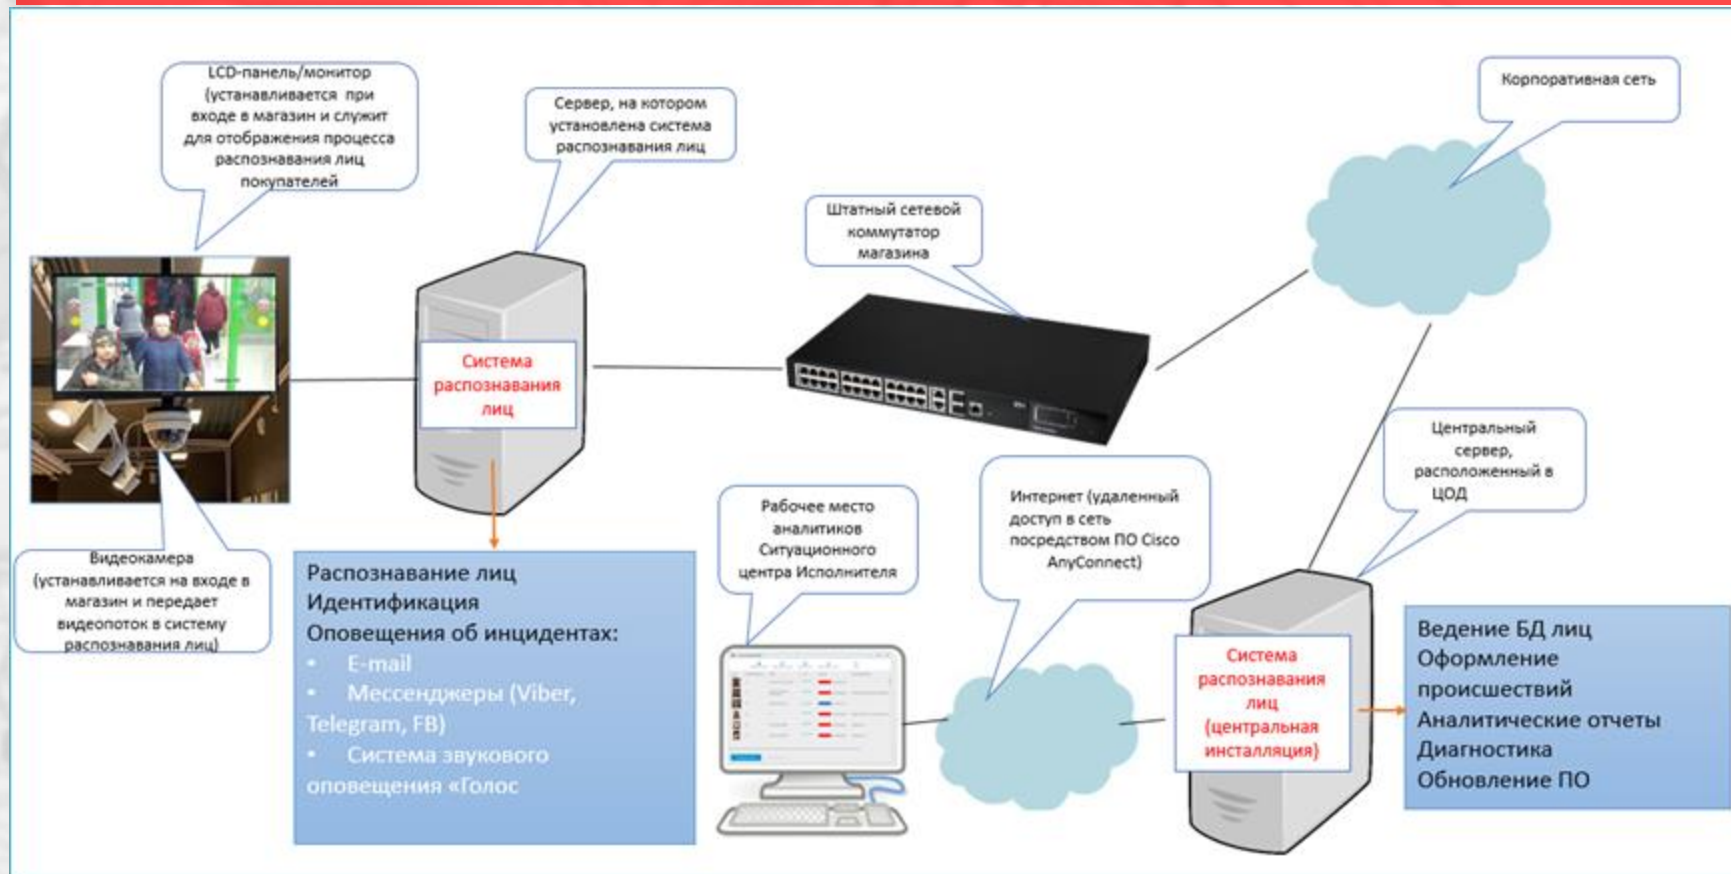 LCD-панель/монитор
(устанавливается при
входе в магазин и служит
для отображения процесса
распознавания лиц
покупателей
Сервер, на котором
установлена система
распознавания лиц
Штатный сетевой
коммутатор
магазина
Корпоративная сеть
Система
распознавания
лиц
Видеокамера
(устанавливается на входе в
магазин и передает
видеопоток в систему
распознавания лиц)
Распознавание лиц
Идентификация
Оповещения об инцидентах:
• E-mail
• Мессенджеры (Viber,
Telegram, FB)
• Система звукового
оповещения «Голос
Рабочее место
аналитиков
Ситуационного
центра Исполнителя
Интернет (удаленный
доступ в сеть
посредством ПО Cisco
AnyConnect)
Центральный
сервер,
расположенный в
ЦОД
Система
распознавания
лиц
(центральная
инсталляция)
Ведение БД лиц
Оформление
происшествий
Аналитические отчеты
Диагностика
Обновление ПО